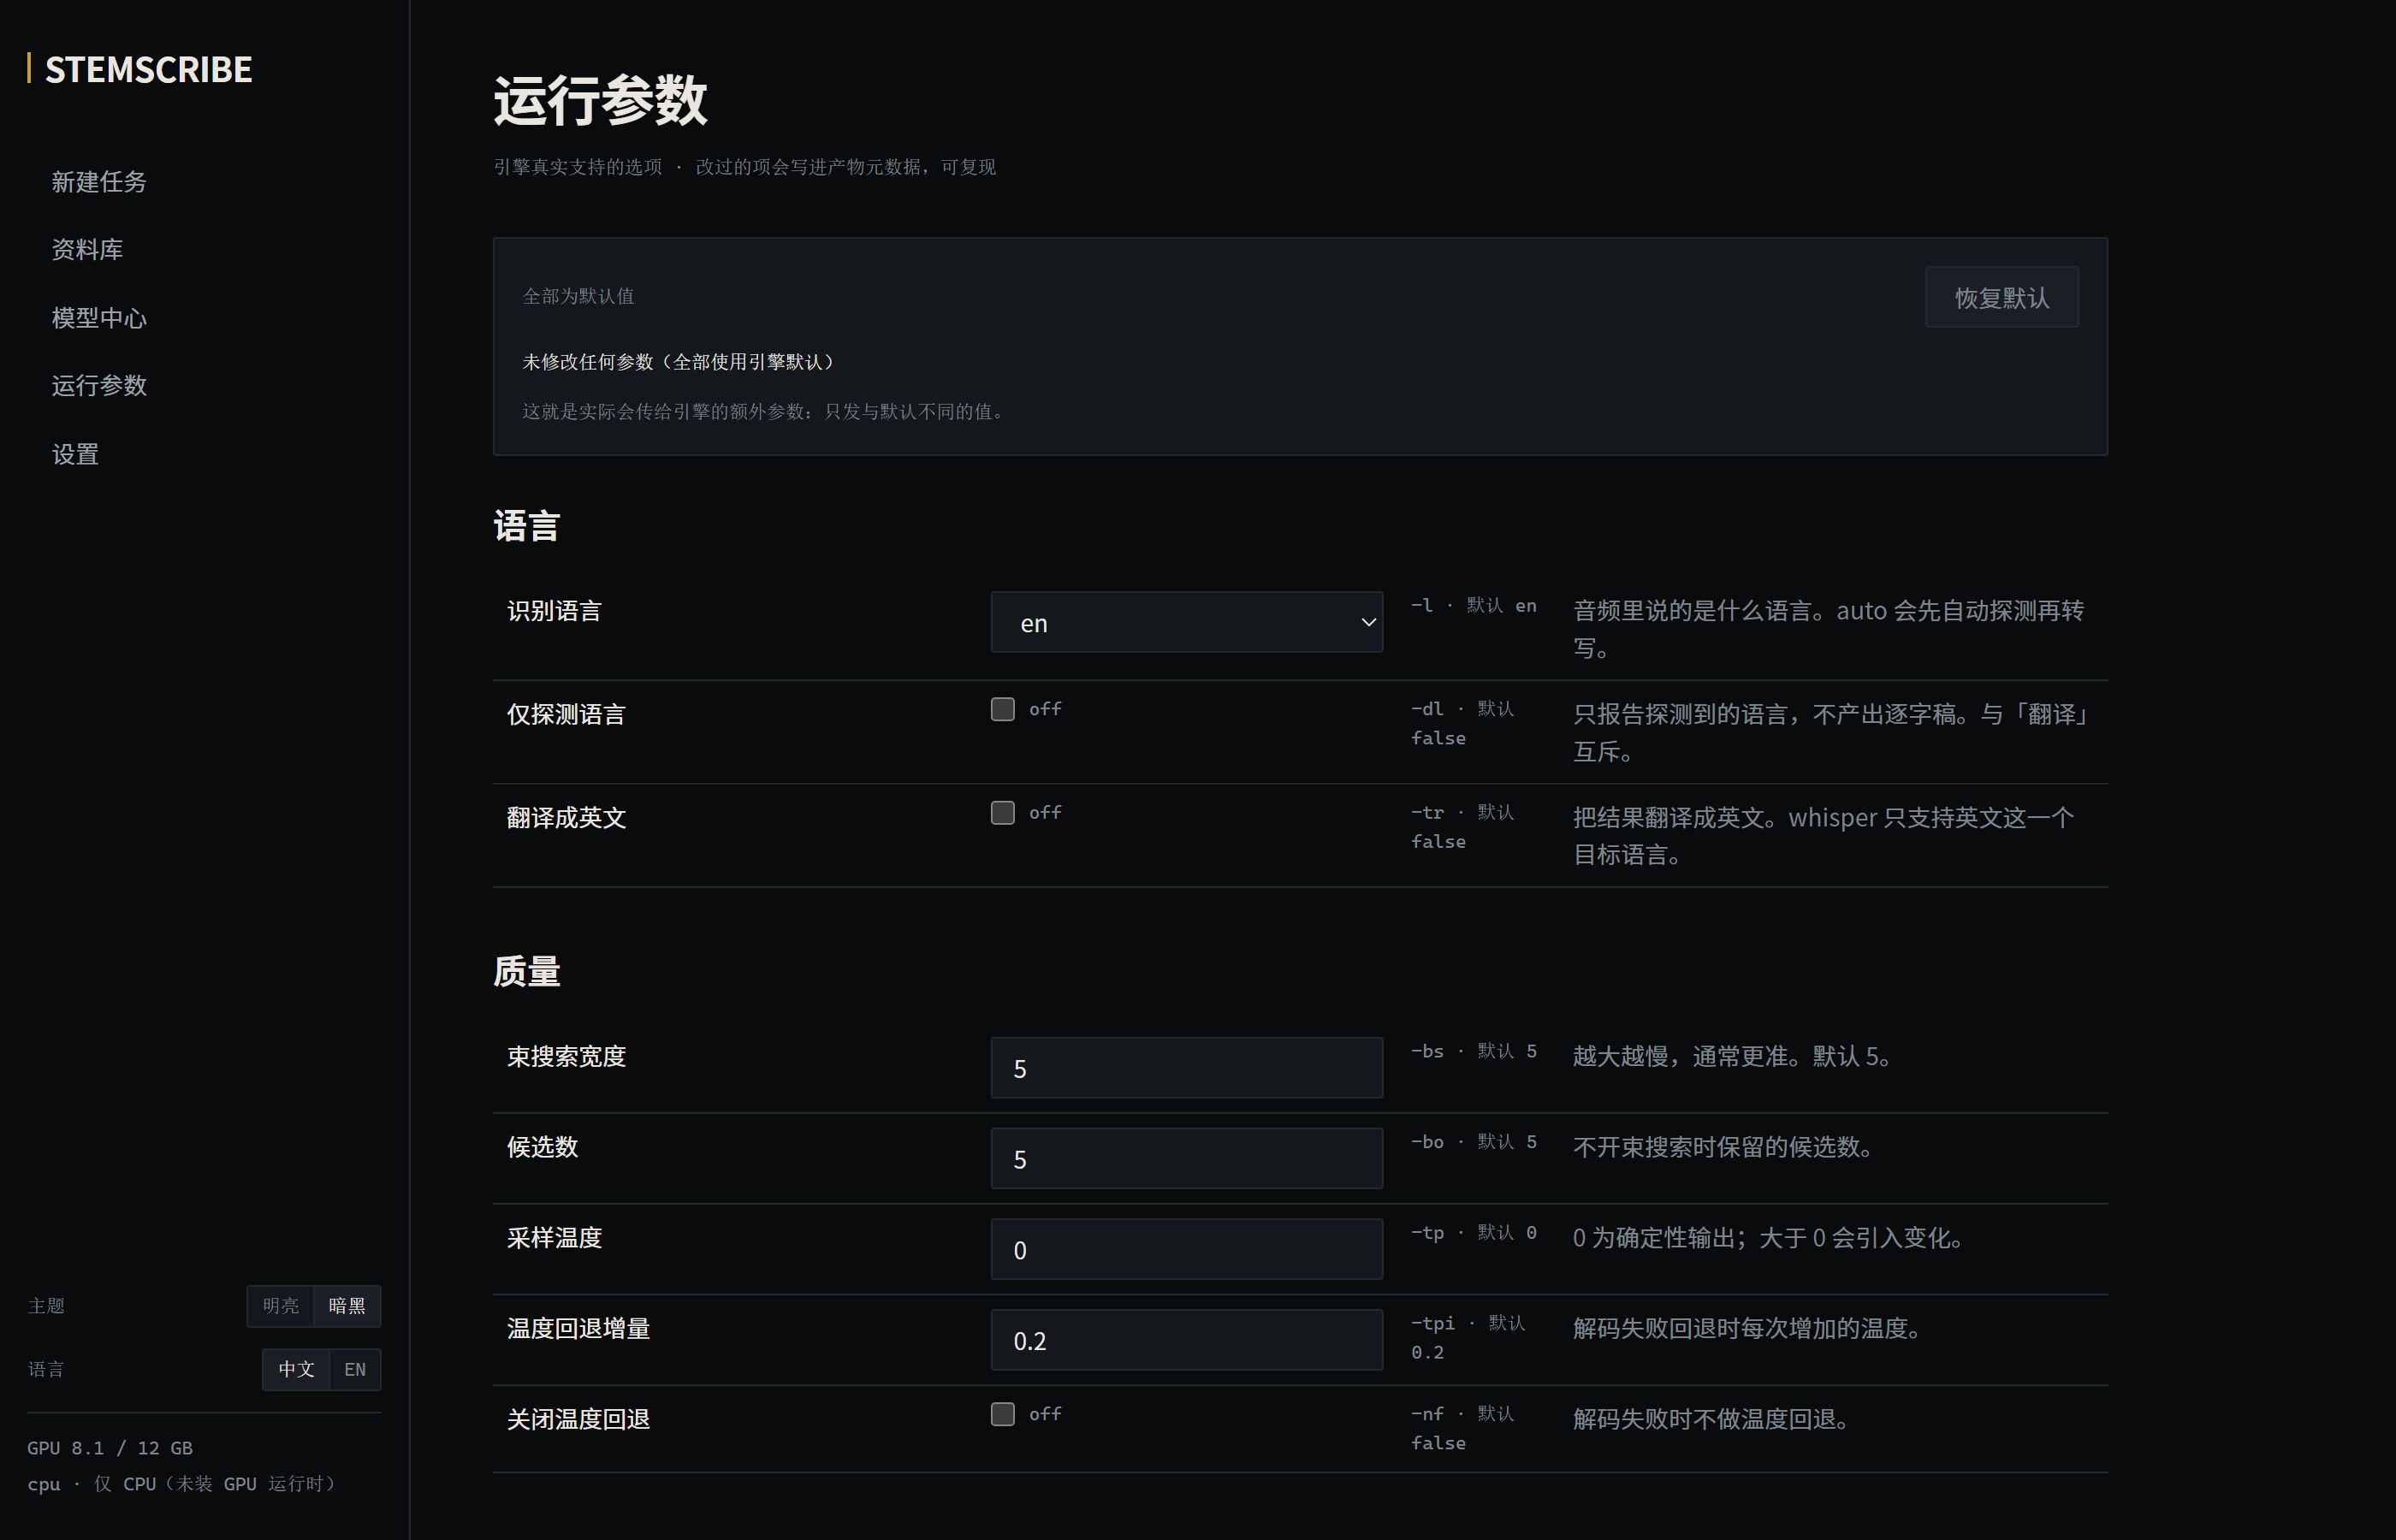 STEMSCRIBE
新建任务
资料库
模型中心
运行参数
设置
主题
明亮
暗黑
语言
中文
EN
GPU 8.1 / 12 GB
cpu · 仅 CPU（未装 GPU 运行时）
运行参数
引擎真实支持的选项 · 改过的项会写进产物元数据，可复现
全部为默认值
恢复默认
未修改任何参数（全部使用引擎默认）
这就是实际会传给引擎的额外参数：只发与默认不同的值。
语言
识别语言
en
-l · 默认 en
音频里说的是什么语言。auto 会先自动探测再转
写。
仅探测语言
off
-dl · 默认
false
只报告探测到的语言，不产出逐字稿。与「翻译」
互斥。
翻译成英文
off
-tr · 默认
false
把结果翻译成英文。whisper 只支持英文这一个
目标语言。
质量
束搜索宽度
5
-bs · 默认 5
越大越慢，通常更准。默认 5。
候选数
5
-bo · 默认 5
不开束搜索时保留的候选数。
采样温度
0
-tp · 默认 0
0 为确定性输出；大于 0 会引入变化。
温度回退增量
0.2
-tpi · 默认
0.2
解码失败回退时每次增加的温度。
关闭温度回退
off
-nf · 默认
false
解码失败时不做温度回退。